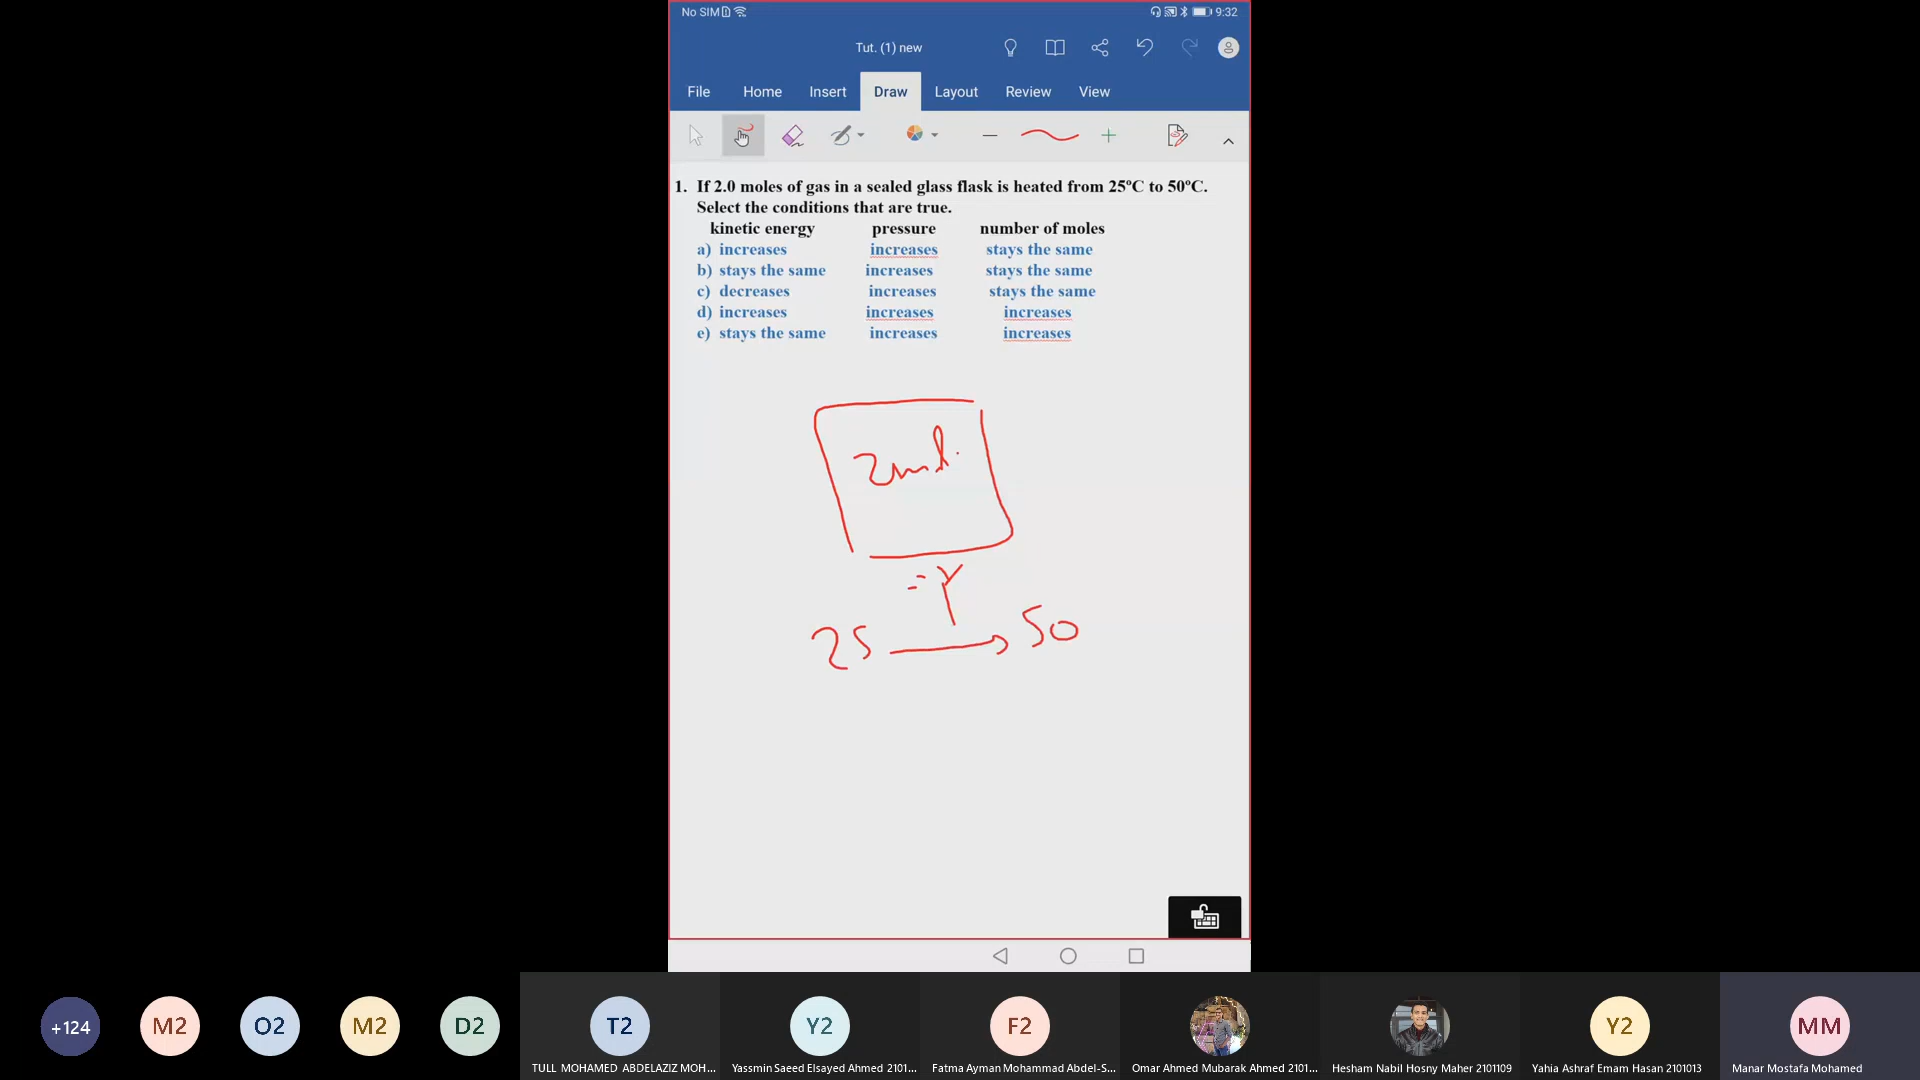 No SIM 9:32
Tut. (1) new
File Home Insert Draw Layout Review View
1. If 2.0 moles of gas in a sealed glass flask is heated from 25ºC to 50ºC.
Select the conditions that are true.
kinetic energy pressure number of moles
a) increases increases stays the same
b) stays the same increases stays the same
c) decreases increases stays the same
d) increases increases increases
e) stays the same increases increases
25 50
+124 M2 O2 M2 D2 T2 Y2 F2 Y2 MM
TULL MOHAMED ABDELAZIZ MOH... Yassmin Saeed Elsayed Ahmed 2101... Fatma Ayman Mohammad Abdel-S... Omar Ahmed Mubarak Ahmed 2101... Hesham Nabil Hosny Maher 2101109 Yahia Ashraf Emam Hasan 2101013 Manar Mostafa Mohamed